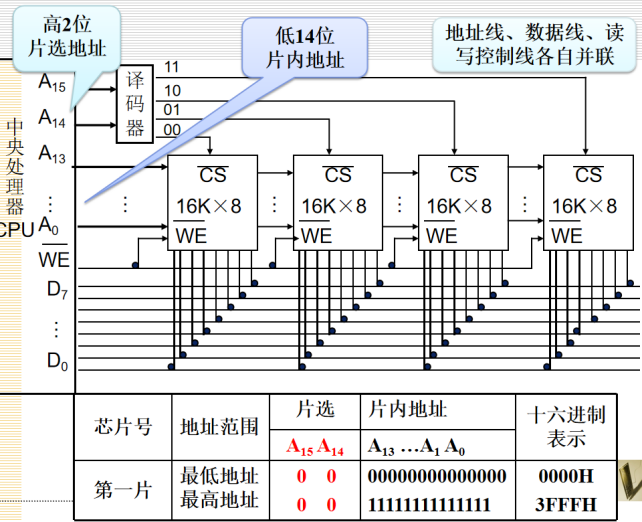 高2位
片选地址
低14位
片内地址
地址线、数据线、读
写控制线各自并联
中央处理器
CPU
A15
A14
A13
⋮
A0
WE
D7
⋮
D0
译码器
11
10
01
00
⋮
CS
16K×8
WE
⋮
CS
16K×8
WE
⋮
CS
16K×8
WE
⋮
CS
16K×8
WE
芯片号 地址范围 片选 片内地址 十六进制表示
A15 A14 A13 …A1 A0
第一片 最低地址 0 0 00000000000000 0000H
最高地址 0 0 11111111111111 3FFFH